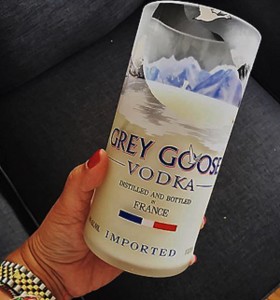 GREY GOOSE
VODKA
DISTILLED AND BOTTLED
IN
FRANCE
IMPORTED